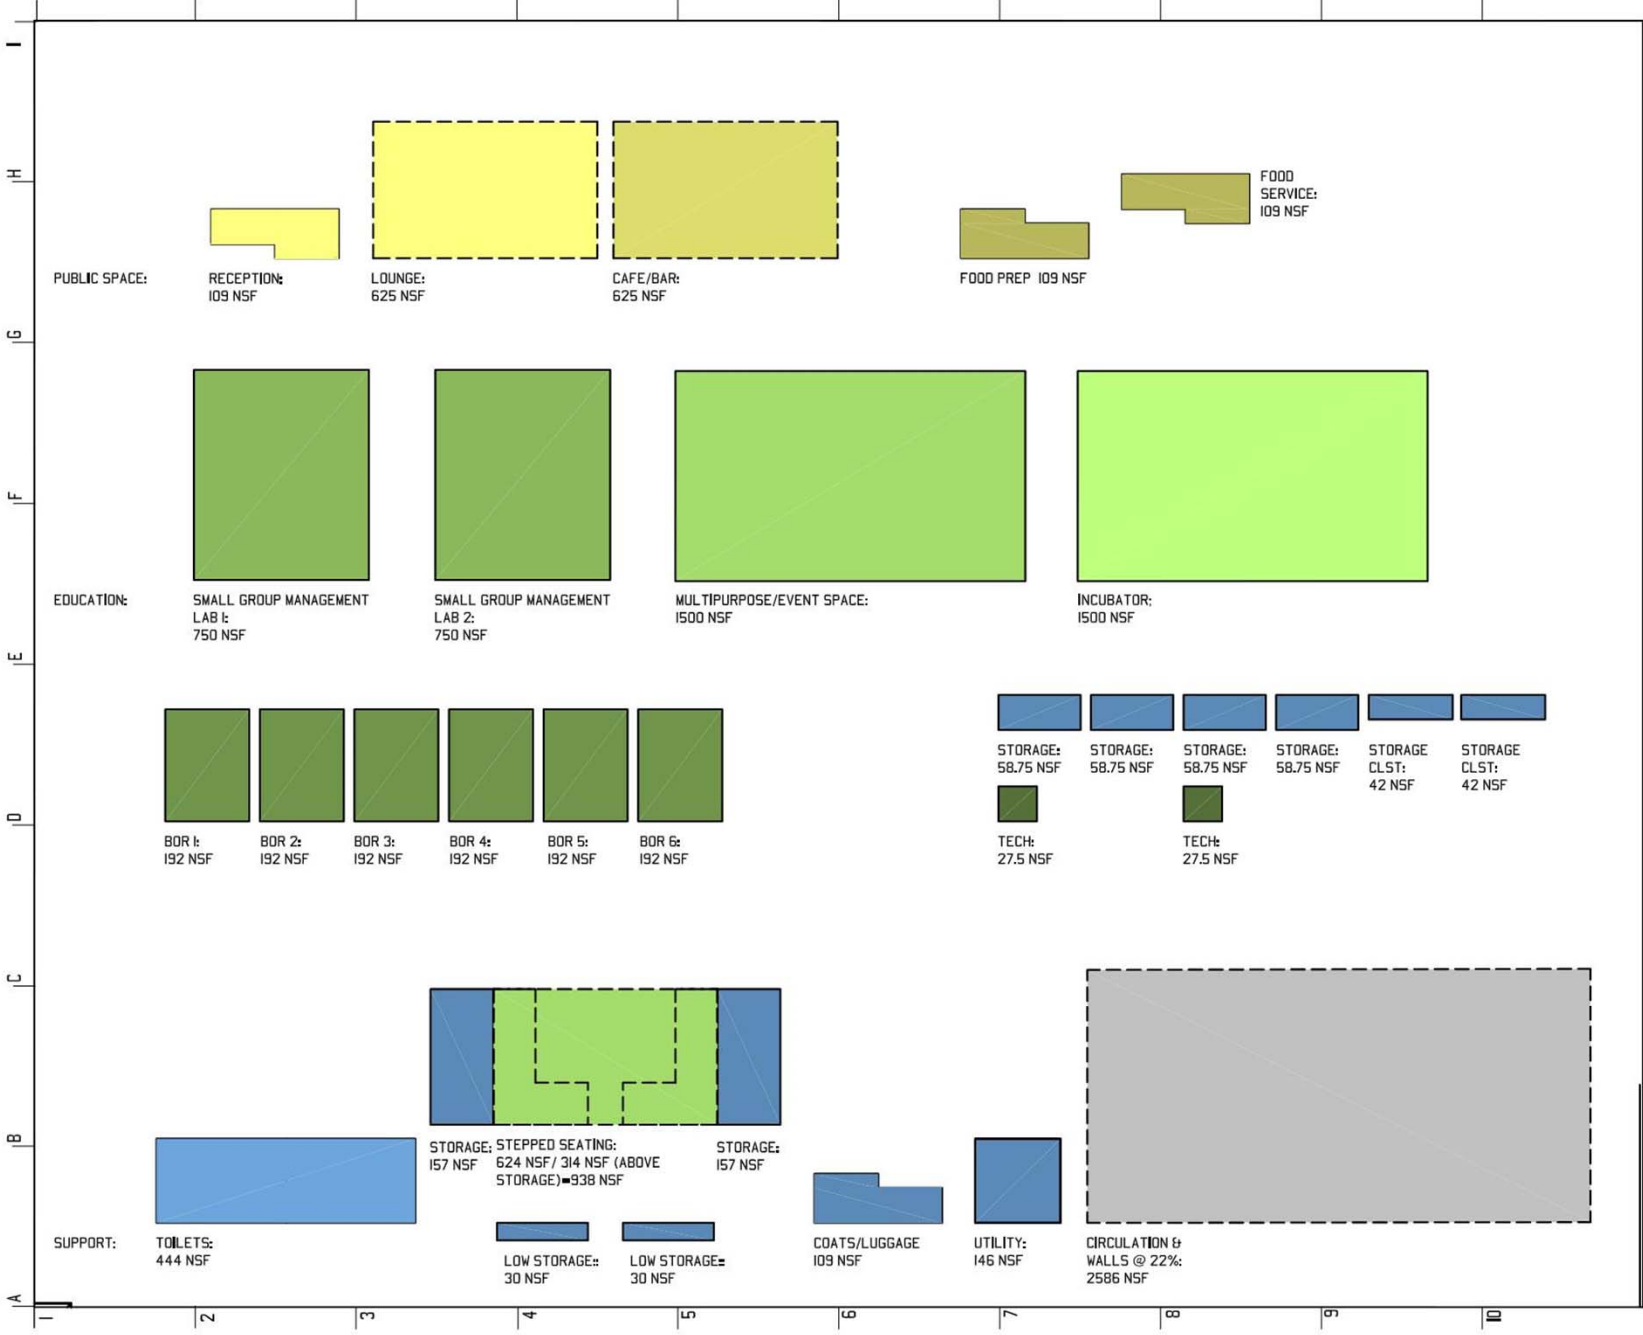 I
H
G
F
E
D
C
B
A
FOOD
SERVICE:
109 NSF
PUBLIC SPACE:
RECEPTION:
109 NSF
LOUNGE:
625 NSF
CAFE/BAR:
625 NSF
FOOD PREP 109 NSF
EDUCATION:
SMALL GROUP MANAGEMENT
LAB 1:
750 NSF
SMALL GROUP MANAGEMENT
LAB 2:
750 NSF
MULTIPURPOSE/EVENT SPACE:
1500 NSF
INCUBATOR:
1500 NSF
STORAGE:
58.75 NSF
STORAGE:
58.75 NSF
STORAGE:
58.75 NSF
STORAGE:
58.75 NSF
STORAGE
CLST:
42 NSF
STORAGE
CLST:
42 NSF
BOR 1:
192 NSF
BOR 2:
192 NSF
BOR 3:
192 NSF
BOR 4:
192 NSF
BOR 5:
192 NSF
BOR 6:
192 NSF
TECH:
27.5 NSF
TECH:
27.5 NSF
STORAGE:
157 NSF
STEPPED SEATING:
624 NSF/ 314 NSF (ABOVE
STORAGE)=938 NSF
STORAGE:
157 NSF
SUPPORT:
TOILETS:
444 NSF
LOW STORAGE::
30 NSF
LOW STORAGE::
30 NSF
COATS/LUGGAGE
109 NSF
UTILITY:
146 NSF
CIRCULATION &
WALLS @ 22%:
2586 NSF
1 2 3 4 5 6 7 8 9 10